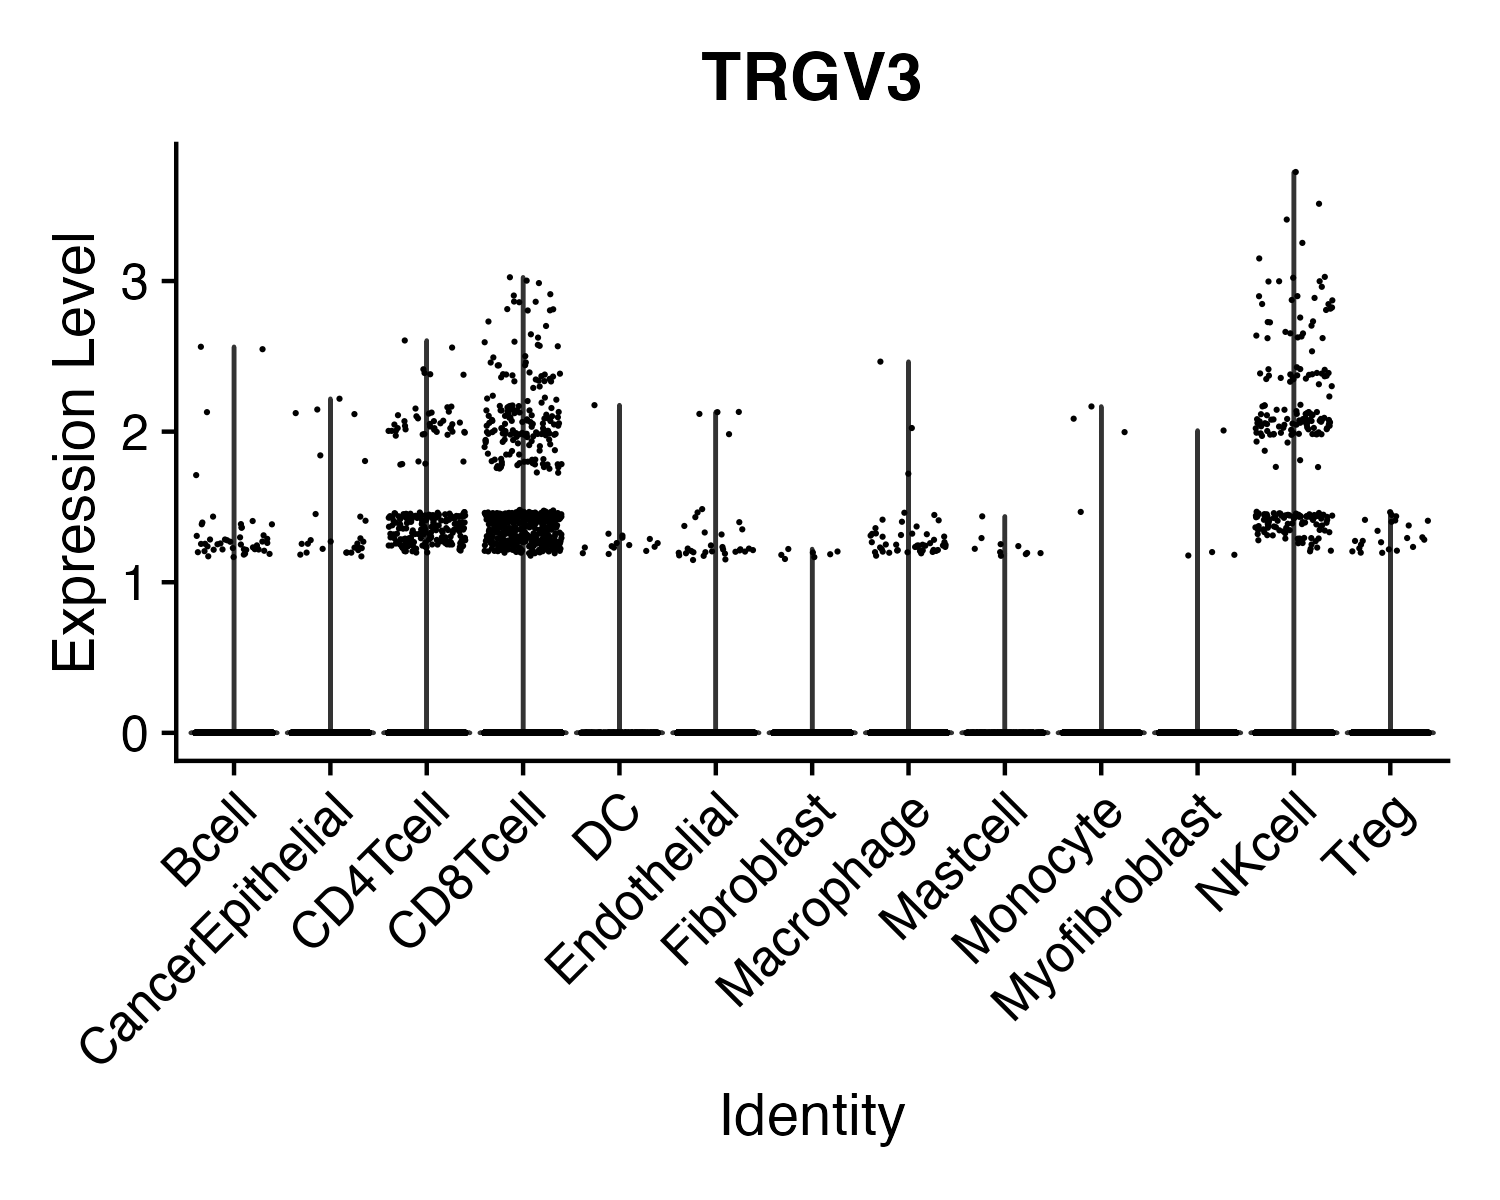 TRGV3
Expression Level
3
2
1
0
Bcell
CancerEpithelial
CD4Tcell
CD8Tcell
DC
Endothelial
Fibroblast
Macrophage
Mastcell
Monocyte
Myofibroblast
NKcell
Treg
Identity